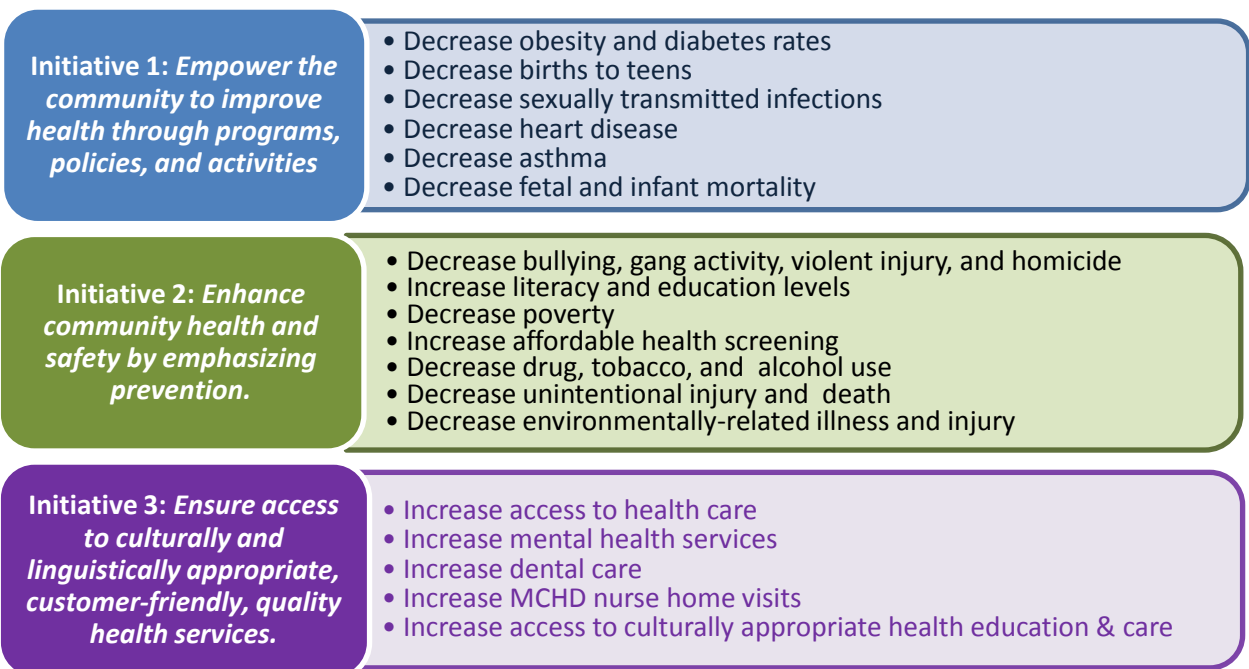 Initiative 1: Empower the
community to improve
health through programs,
policies, and activities
• Decrease obesity and diabetes rates
• Decrease births to teens
• Decrease sexually transmitted infections
• Decrease heart disease
• Decrease asthma
• Decrease fetal and infant mortality
Initiative 2: Enhance
community health and
safety by emphasizing
prevention.
• Decrease bullying, gang activity, violent injury, and homicide
• Increase literacy and education levels
• Decrease poverty
• Increase affordable health screening
• Decrease drug, tobacco, and alcohol use
• Decrease unintentional injury and death
• Decrease environmentally-related illness and injury
Initiative 3: Ensure access
to culturally and
linguistically appropriate,
customer-friendly, quality
health services.
• Increase access to health care
• Increase mental health services
• Increase dental care
• Increase MCHD nurse home visits
• Increase access to culturally appropriate health education & care